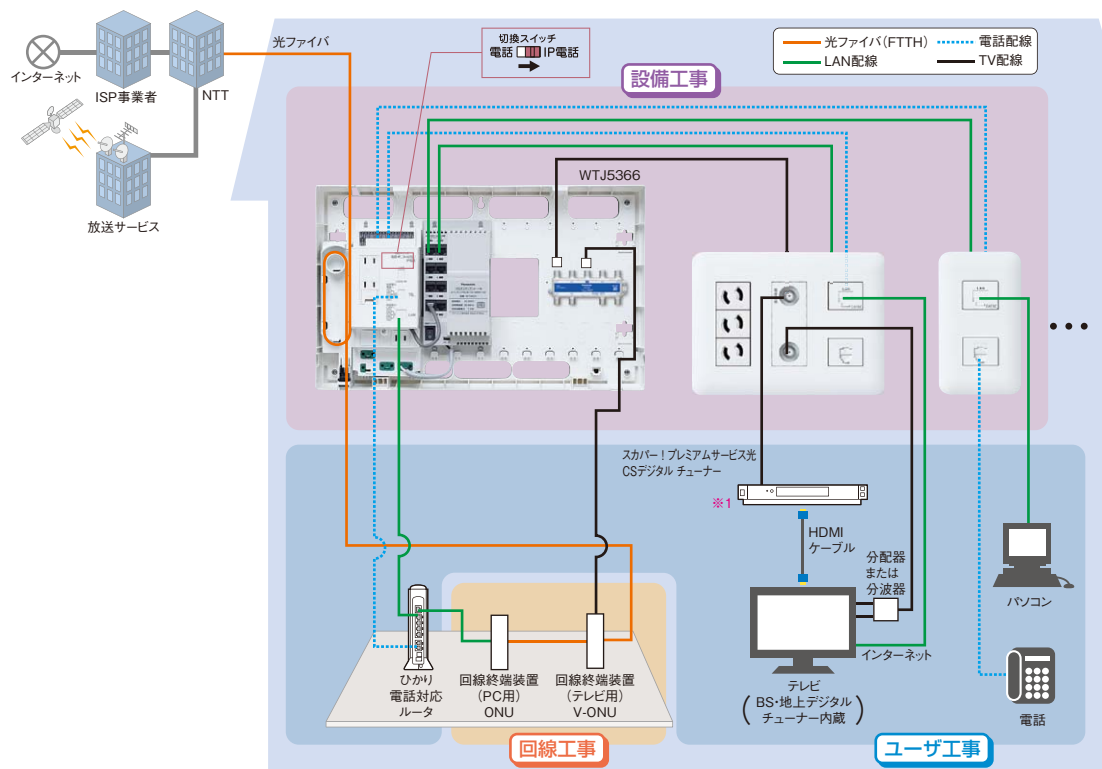 切換スイッチ
電話 IP電話
光ファイバ(FTTH)
電話配線
LAN配線
TV配線
光ファイバ
設備工事
インターネット
ISP事業者
NTT
放送サービス
WTJ5366
スカパー！プレミアムサービス光
CSデジタル チューナー
※1
HDMI
ケーブル
分配器
または
分波器
パソコン
インターネット
テレビ
(BS・地上デジタル
チューナー内蔵)
電話
ひかり
電話対応
ルータ
回線終端装置
(PC用)
ONU
回線終端装置
(テレビ用)
V-ONU
回線工事
ユーザ工事